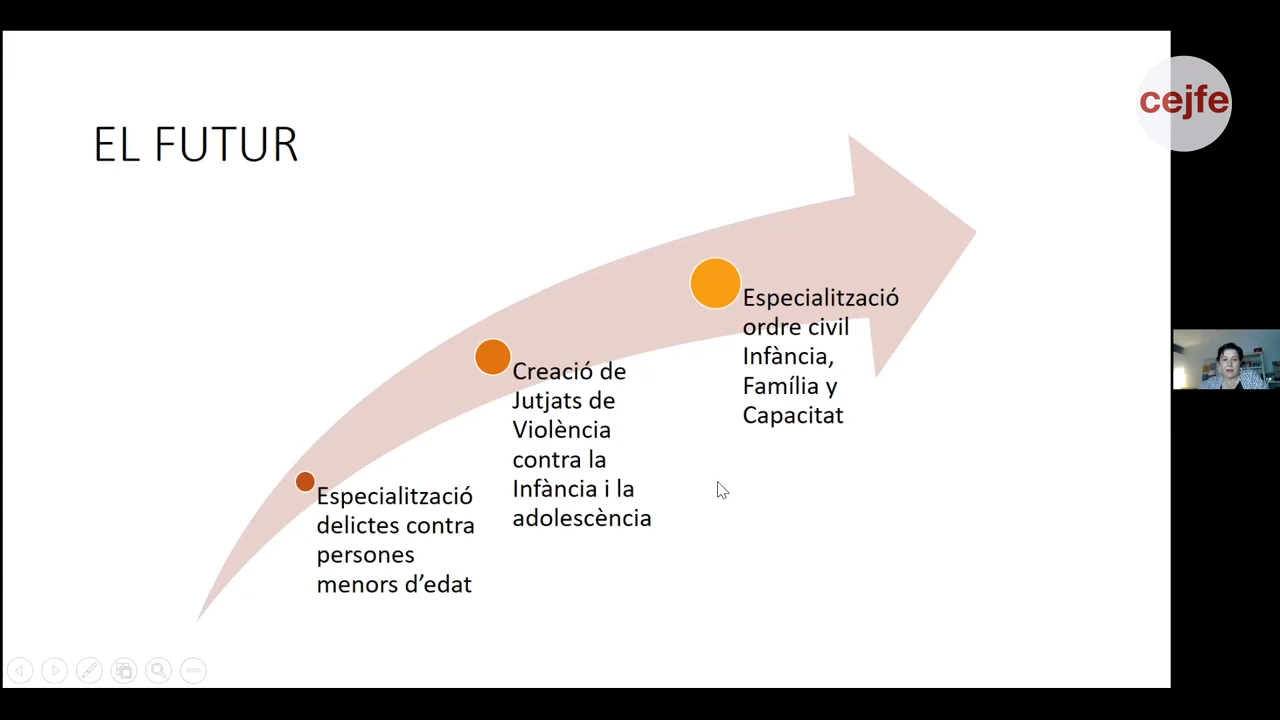 cejfe
EL FUTUR
Especialització
delictes contra
persones
menors d’edat
Creació de
Jutjats de
Violència
contra la
Infància i la
adolescència
Especialització
ordre civil
Infància,
Família y
Capacitat